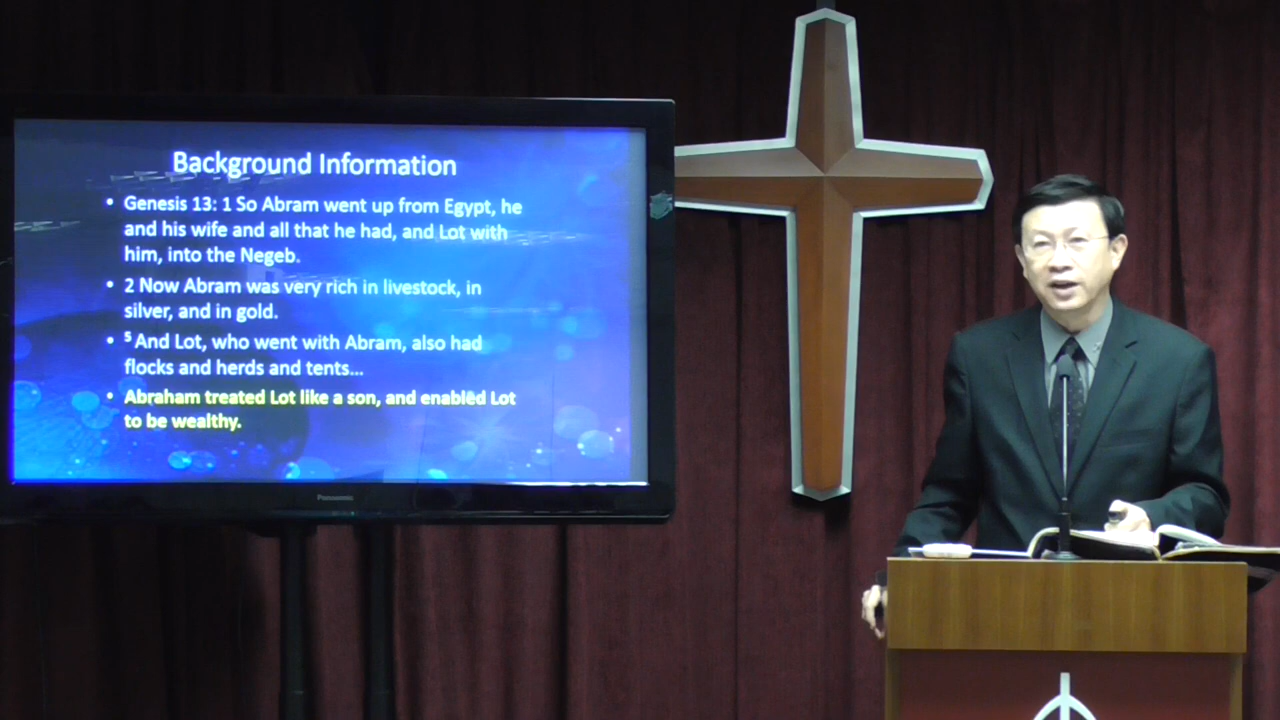 Background Information
• Genesis 13: 1 So Abram went up from Egypt, he
and his wife and all that he had, and Lot with
him, into the Negeb.
• 2 Now Abram was very rich in livestock, in
silver, and in gold.
• ⁵ And Lot, who went with Abram, also had
flocks and herds and tents…
• Abraham treated Lot like a son, and enabled Lot
to be wealthy.
Panasonic